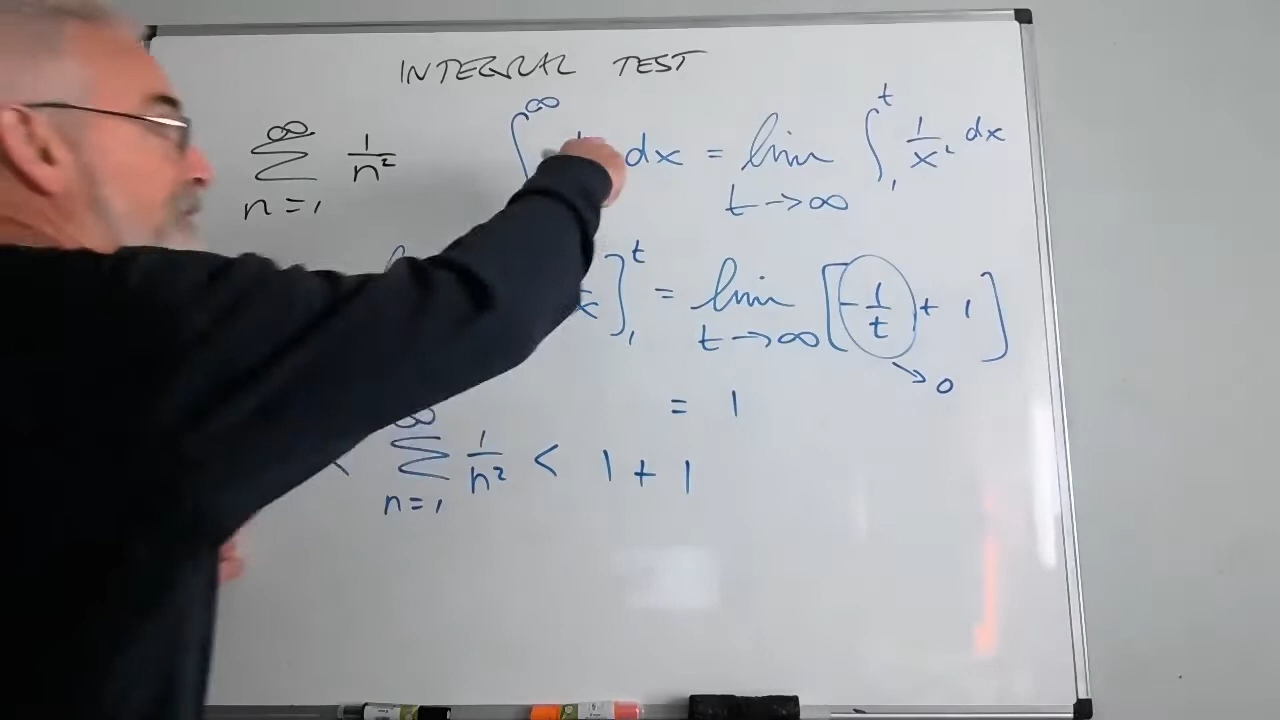 INTEGRAL TEST
∞ ∑ n=1 1/n² ∫ ∞ dx = lim t→∞ ∫ 1 t 1/x² dx
x ] 1 t = lim t→∞ [ -1/t + 1 ]
→ 0
= 1
< ∞ ∑ n=1 1/n² < 1 + 1